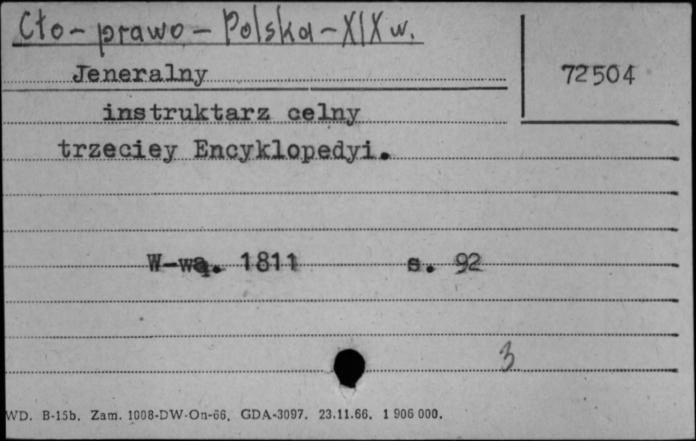 Cło - prawo - Polska - XIX w.
Jeneralny
72504
instruktarz celny
trzeciey Encyklopedyi.
W-wą. 1811 s. 92
3
WD. B-15b. Zam. 1008-DW-On-66. GDA-3097. 23.11.66. 1 906 000.